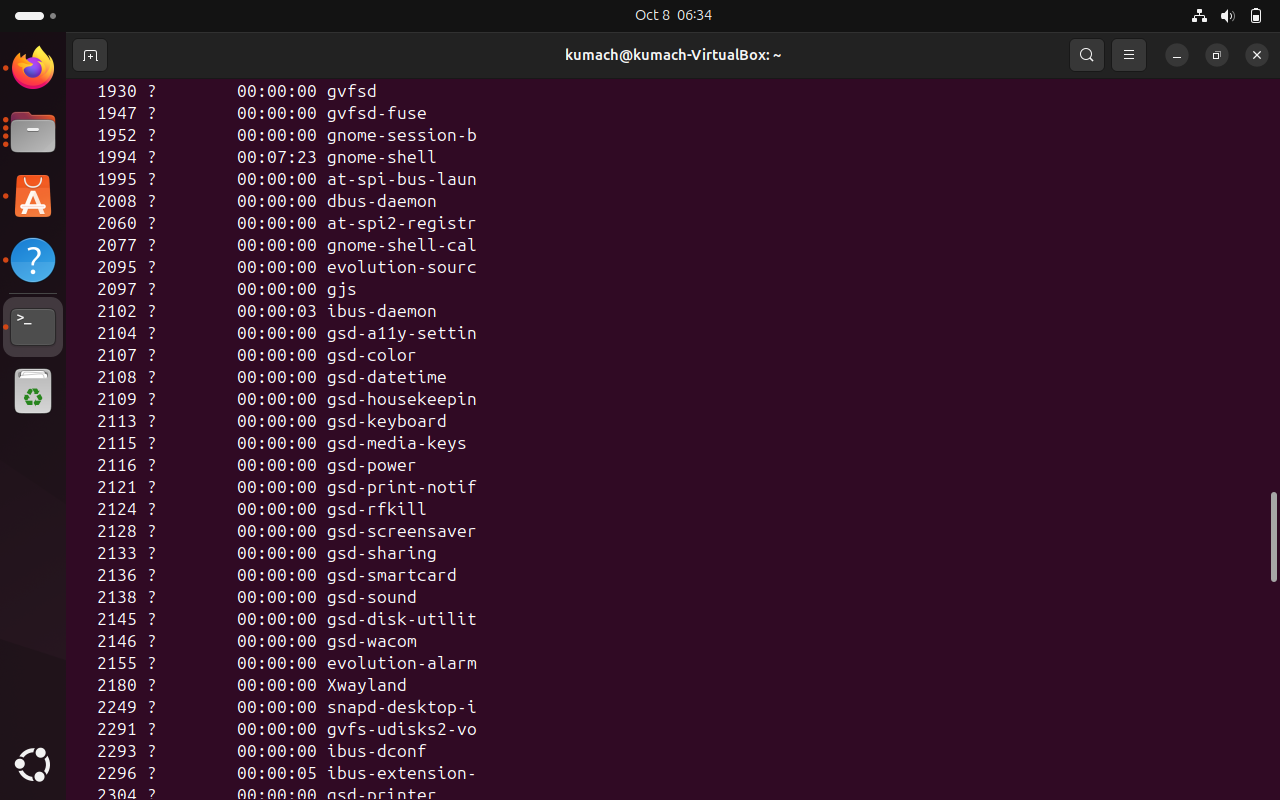 Oct 8 06:34
kumach@kumach-VirtualBox: ~
1930 ? 00:00:00 gvfsd
1947 ? 00:00:00 gvfsd-fuse
1952 ? 00:00:00 gnome-session-b
1994 ? 00:07:23 gnome-shell
1995 ? 00:00:00 at-spi-bus-laun
2008 ? 00:00:00 dbus-daemon
2060 ? 00:00:00 at-spi2-registr
2077 ? 00:00:00 gnome-shell-cal
2095 ? 00:00:00 evolution-sourc
2097 ? 00:00:00 gjs
2102 ? 00:00:03 ibus-daemon
2104 ? 00:00:00 gsd-a11y-settin
2107 ? 00:00:00 gsd-color
2108 ? 00:00:00 gsd-datetime
2109 ? 00:00:00 gsd-housekeepin
2113 ? 00:00:00 gsd-keyboard
2115 ? 00:00:00 gsd-media-keys
2116 ? 00:00:00 gsd-power
2121 ? 00:00:00 gsd-print-notif
2124 ? 00:00:00 gsd-rfkill
2128 ? 00:00:00 gsd-screensaver
2133 ? 00:00:00 gsd-sharing
2136 ? 00:00:00 gsd-smartcard
2138 ? 00:00:00 gsd-sound
2145 ? 00:00:00 gsd-disk-utilit
2146 ? 00:00:00 gsd-wacom
2155 ? 00:00:00 evolution-alarm
2180 ? 00:00:00 Xwayland
2249 ? 00:00:00 snapd-desktop-i
2291 ? 00:00:00 gvfs-udisks2-vo
2293 ? 00:00:00 ibus-dconf
2296 ? 00:00:05 ibus-extension-
2304 ? 00:00:00 gsd-printer